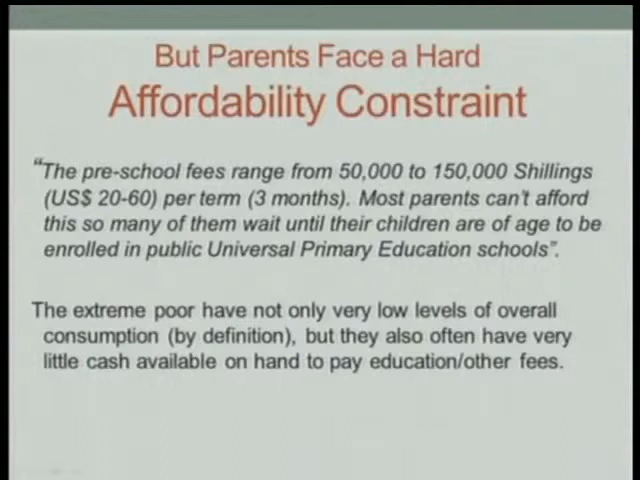 But Parents Face a Hard
Affordability Constraint
“The pre-school fees range from 50,000 to 150,000 Shillings
(US$ 20-60) per term (3 months). Most parents can't afford
this so many of them wait until their children are of age to be
enrolled in public Universal Primary Education schools”.
The extreme poor have not only very low levels of overall
consumption (by definition), but they also often have very
little cash available on hand to pay education/other fees.